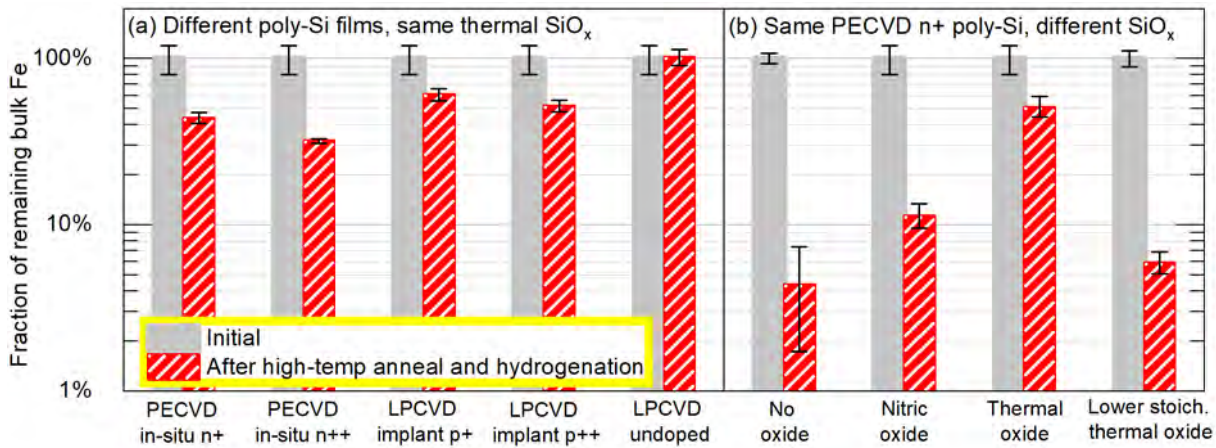 (a) Different poly-Si films, same thermal SiOx
(b) Same PECVD n+ poly-Si, different SiOx
Fraction of remaining bulk Fe
100%
10%
1%
Initial
After high-temp anneal and hydrogenation
PECVD
in-situ n+
PECVD
in-situ n++
LPCVD
implant p+
LPCVD
implant p++
LPCVD
undoped
No
oxide
Nitric
oxide
Thermal
oxide
Lower stoich.
thermal oxide